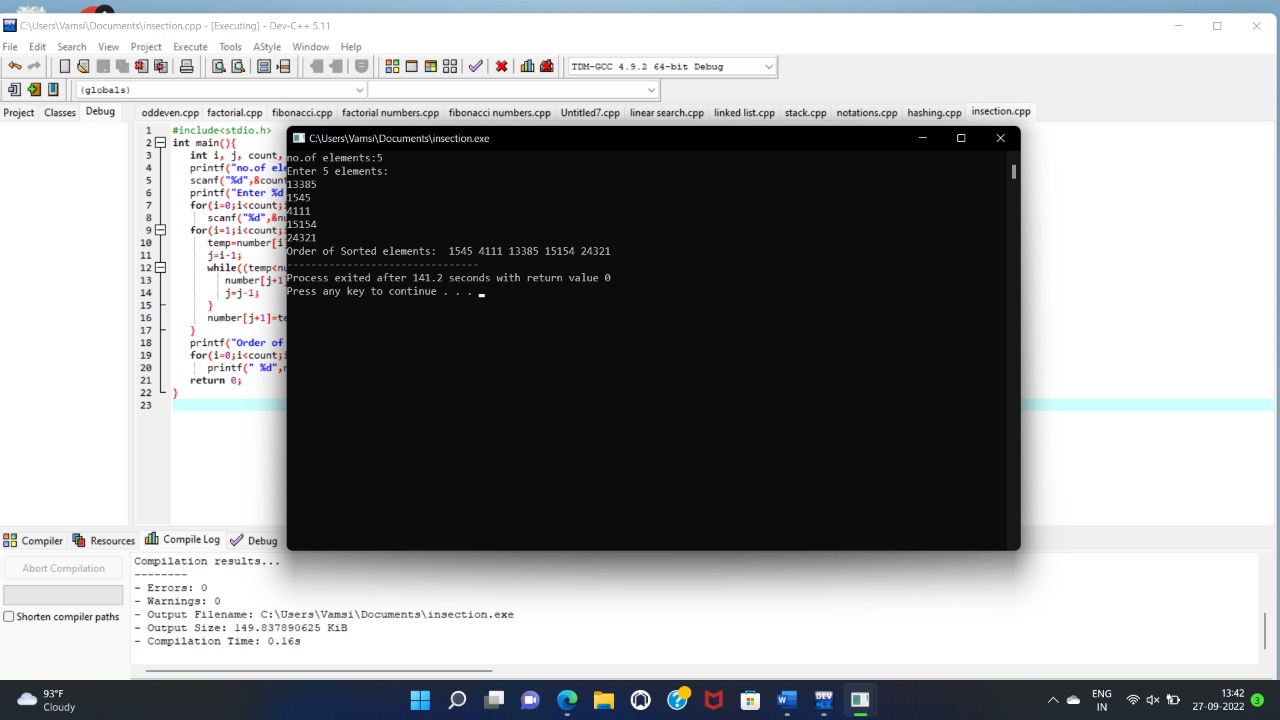 C:\Users\Vamsi\Documents\insection.cpp - [Executing] - Dev-C++ 5.11
File Edit Search View Project Execute Tools AStyle Window Help
TDM-GCC 4.9.2 64-bit Debug
(globals)
Project Classes Debug
oddeven.cpp factorial.cpp fibonacci.cpp factorial numbers.cpp fibonacci numbers.cpp Untitled7.cpp linear search.cpp linked list.cpp stack.cpp notations.cpp hashing.cpp insection.cpp
1 #include<stdio.h>
2 int main(){
3 int i, j, count,
4 printf("no.of ele
5 scanf("%d",&coun
6 printf("Enter %d
7 for(i=0;i<count;
8 scanf("%d",&nu
9 for(i=1;i<count;
10 temp=number[i
11 j=i-1;
12 while((temp<nu
13 number[j+1
14 j=j-1;
15 }
16 number[j+1]=te
17 }
18 printf("Order of
19 for(i=0;i<count;i
20 printf(" %d",n
21 return 0;
22 }
23
C:\Users\Vamsi\Documents\insection.exe
no.of elements:5
Enter 5 elements:
13385
1545
4111
15154
24321
Order of Sorted elements:  1545 4111 13385 15154 24321
--------------------------------
Process exited after 141.2 seconds with return value 0
Press any key to continue . . .
Compiler Resources Compile Log Debug
Abort Compilation
Shorten compiler paths
Compilation results...
--------
- Errors: 0
- Warnings: 0
- Output Filename: C:\Users\Vamsi\Documents\insection.exe
- Output Size: 149.837890625 KiB
- Compilation Time: 0.16s
93°F
Cloudy
ENG
IN
13:42
27-09-2022
3